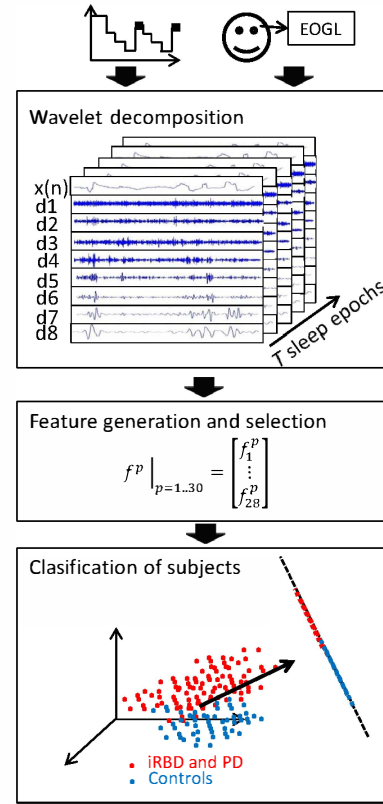 EOGL
Wavelet decomposition
x(n)
d1
d2
d3
d4
d5
d6
d7
d8
T sleep epochs
Feature generation and selection
f^p |_{p=1..30} = [f_1^p ⋮ f_28^p]
Clasification of subjects
iRBD and PD
Controls